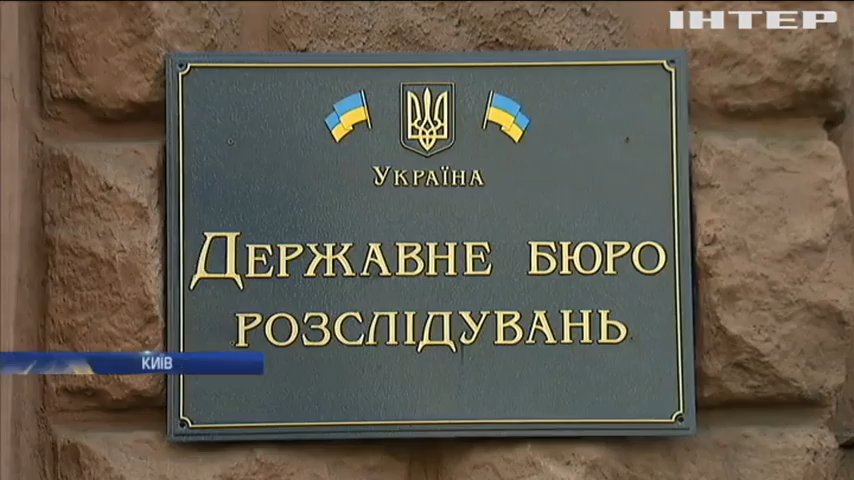 ІНТЕР
УКРАЇНА
ДЕРЖАВНЕ БЮРО
РОЗСЛІДУВАНЬ
КИЇВ